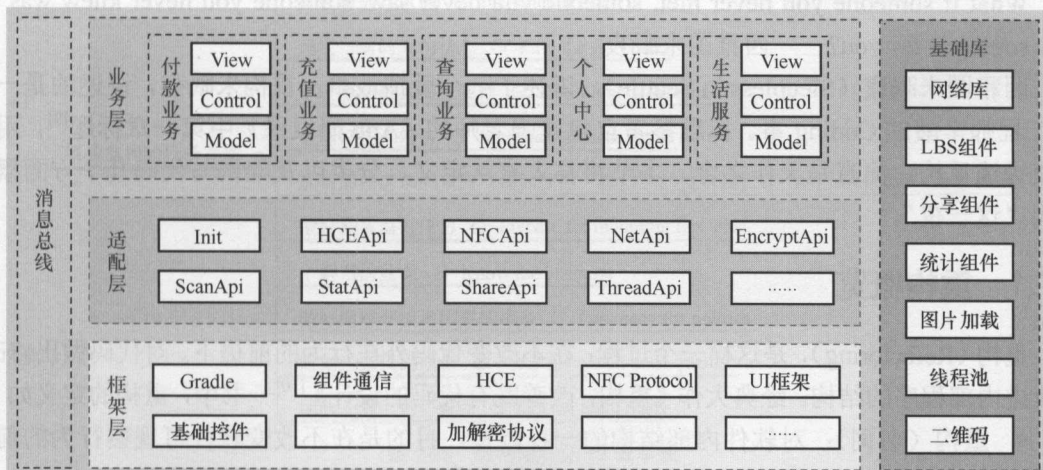 消息总线
业务层
付款业务
View
Control
Model
充值业务
View
Control
Model
查询业务
View
Control
Model
个人中心
View
Control
Model
生活服务
View
Control
Model
适配层
Init
HCEApi
NFCApi
NetApi
EncryptApi
ScanApi
StatApi
ShareApi
ThreadApi
……
框架层
Gradle
组件通信
HCE
NFC Protocol
UI框架
基础控件
加解密协议
基础库
网络库
LBS组件
分享组件
统计组件
图片加载
线程池
二维码